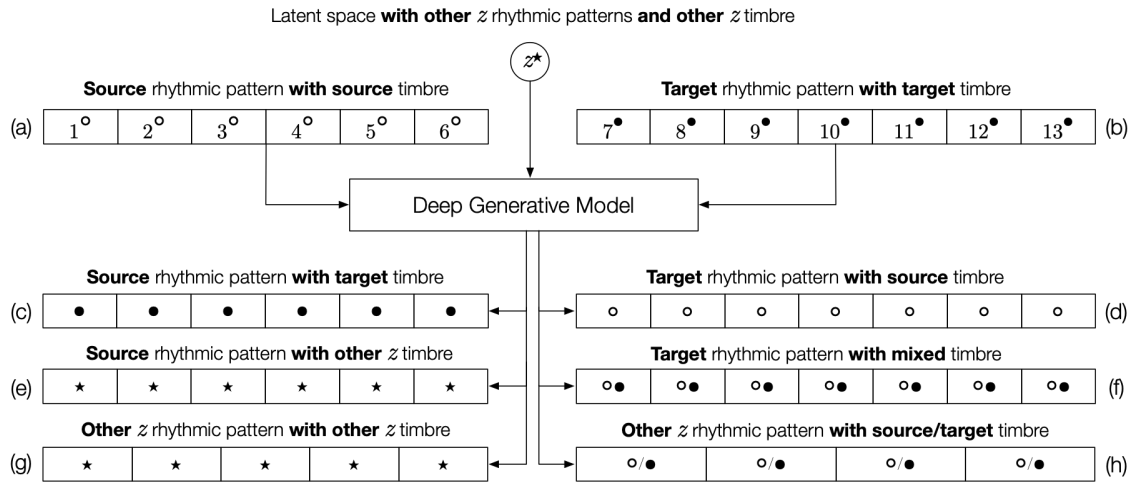 Latent space with other z rhythmic patterns and other z timbre
z★
Source rhythmic pattern with source timbre
Target rhythmic pattern with target timbre
(a) 1○ 2○ 3○ 4○ 5○ 6○
7● 8● 9● 10● 11● 12● 13● (b)
Deep Generative Model
Source rhythmic pattern with target timbre
Target rhythmic pattern with source timbre
(c) ● ● ● ● ● ●
○ ○ ○ ○ ○ ○ ○ (d)
Source rhythmic pattern with other z timbre
Target rhythmic pattern with mixed timbre
(e) ★ ★ ★ ★ ★ ★
○● ○● ○● ○● ○● ○● ○● (f)
Other z rhythmic pattern with other z timbre
Other z rhythmic pattern with source/target timbre
(g) ★ ★ ★ ★ ★
○/● ○/● ○/● ○/● (h)